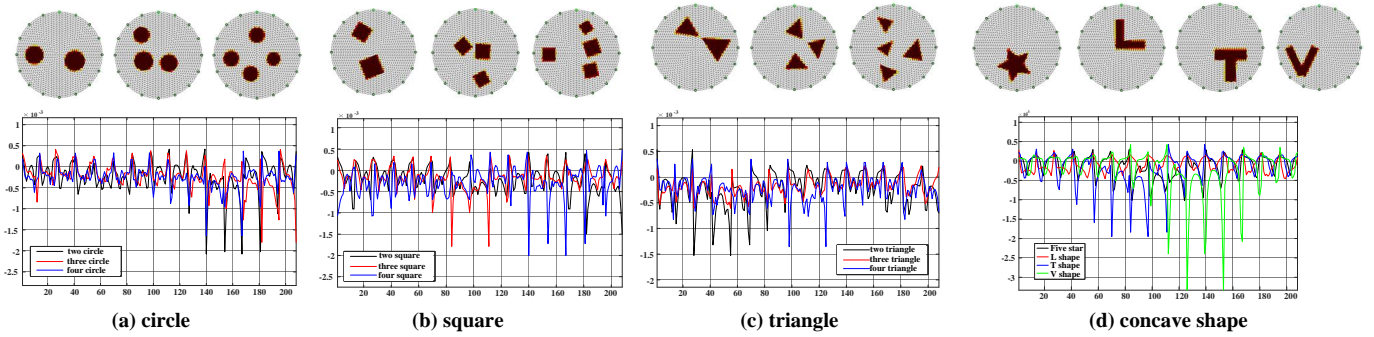 × 10 -3
1
0.5
0
-0.5
-1
-1.5
-2
-2.5
20 40 60 80 100 120 140 160 180 200
two circle
three circle
four circle
(a) circle
× 10 -3
1
0.5
0
-0.5
-1
-1.5
-2
-2.5
20 40 60 80 100 120 140 160 180 200
two square
three square
four square
(b) square
× 10 -3
1
0.5
0
-0.5
-1
-1.5
-2
20 40 60 80 100 120 140 160 180 200
two triangle
three triangle
four triangle
(c) triangle
1
0.5
0
-0.5
-1
-1.5
-2
-2.5
-3
20 40 60 80 100 120 140 160 180 200
Five star
L shape
T shape
V shape
(d) concave shape